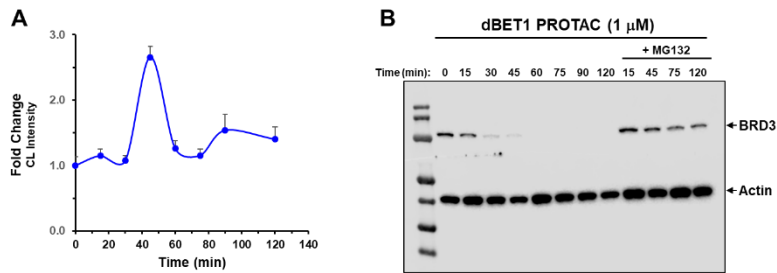 A
Fold Change
CL Intensity
3.0
2.0
1.0
0.0
0 20 40 60 80 100 120 140
Time (min)
B
dBET1 PROTAC (1 µM)
+ MG132
Time (min): 0 15 30 45 60 75 90 120 15 45 75 120
BRD3
Actin